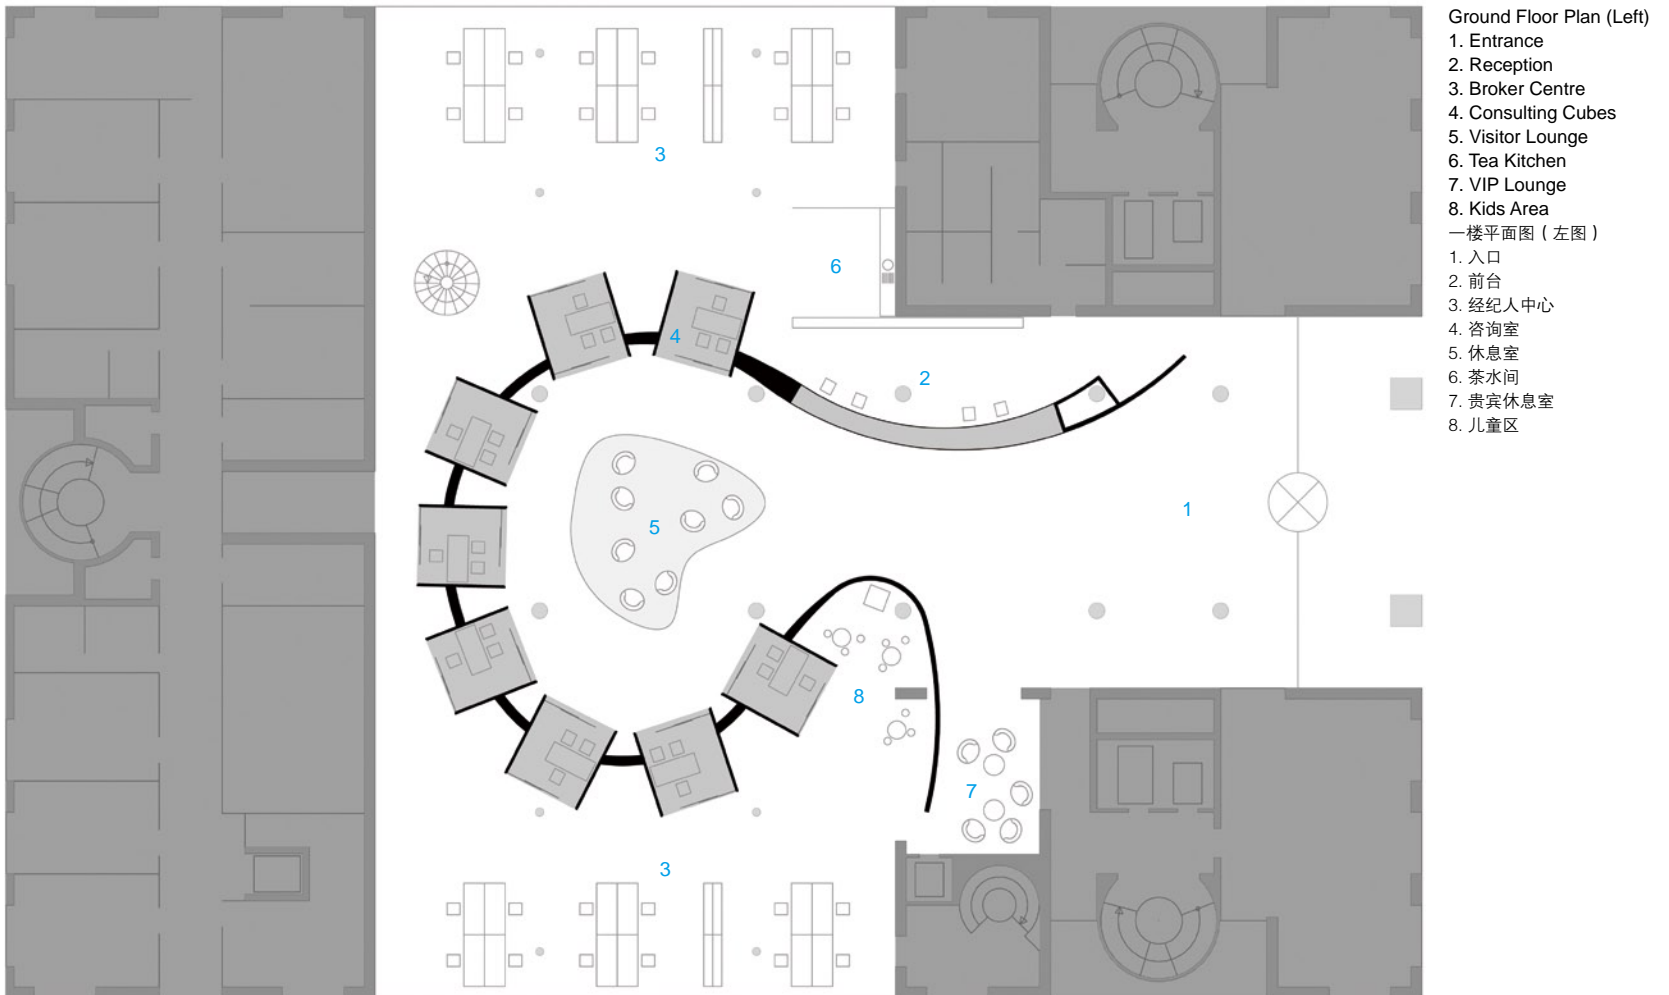 Ground Floor Plan (Left)
1. Entrance
2. Reception
3. Broker Centre
4. Consulting Cubes
5. Visitor Lounge
6. Tea Kitchen
7. VIP Lounge
8. Kids Area
一楼平面图（左图）
1. 入口
2. 前台
3. 经纪人中心
4. 咨询室
5. 休息室
6. 茶水间
7. 贵宾休息室
8. 儿童区
3
6
4
2
1
5
8
7
3